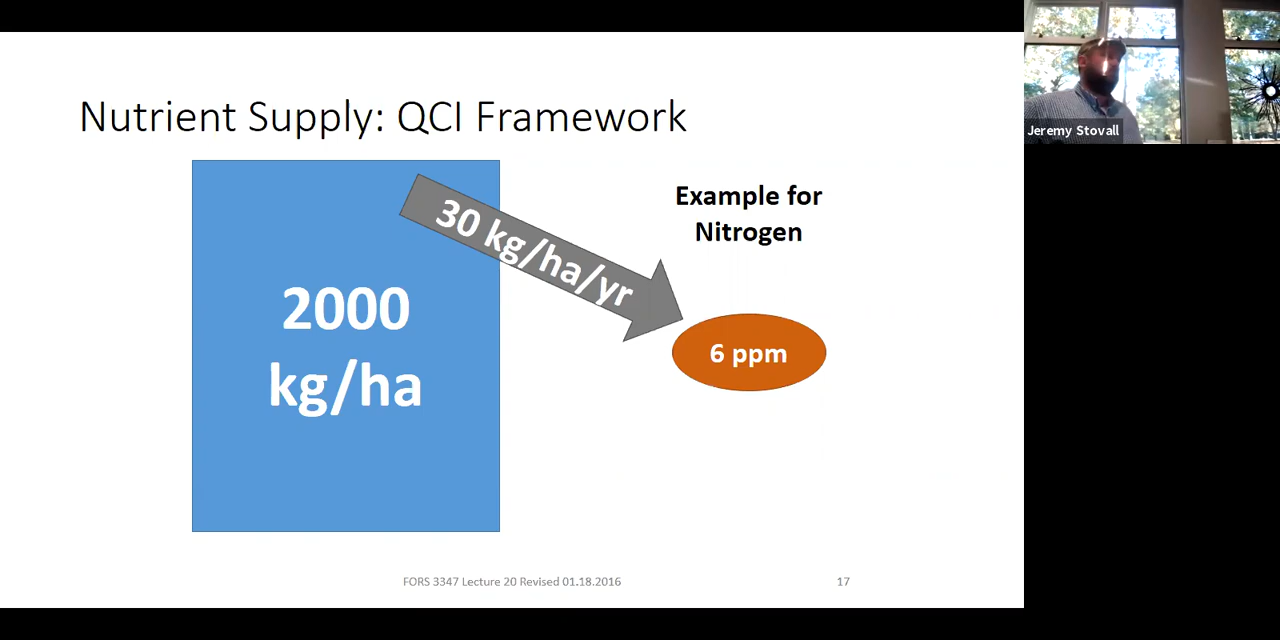 Nutrient Supply: QCI Framework
2000
kg/ha
30 kg/ha/yr
Example for
Nitrogen
6 ppm
FORS 3347 Lecture 20 Revised 01.18.2016
17
Jeremy Stovall